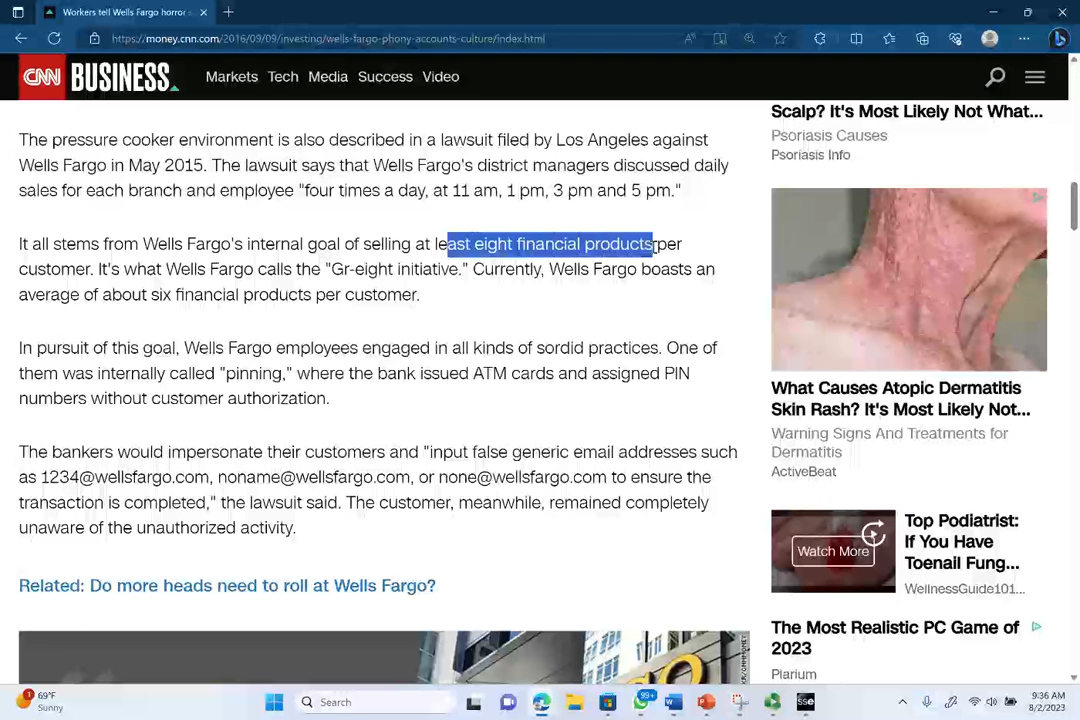 Workers tell Wells Fargo horror s
https://money.cnn.com/2016/09/09/investing/wells-fargo-phony-accounts-culture/index.html
CNN BUSINESS Markets Tech Media Success Video
The pressure cooker environment is also described in a lawsuit filed by Los Angeles against
Wells Fargo in May 2015. The lawsuit says that Wells Fargo's district managers discussed daily
sales for each branch and employee "four times a day, at 11 am, 1 pm, 3 pm and 5 pm."
It all stems from Wells Fargo's internal goal of selling at least eight financial products per
customer. It's what Wells Fargo calls the "Gr-eight initiative." Currently, Wells Fargo boasts an
average of about six financial products per customer.
In pursuit of this goal, Wells Fargo employees engaged in all kinds of sordid practices. One of
them was internally called "pinning," where the bank issued ATM cards and assigned PIN
numbers without customer authorization.
The bankers would impersonate their customers and "input false generic email addresses such
as 1234@wellsfargo.com, noname@wellsfargo.com, or none@wellsfargo.com to ensure the
transaction is completed," the lawsuit said. The customer, meanwhile, remained completely
unaware of the unauthorized activity.
Related: Do more heads need to roll at Wells Fargo?
Scalp? It's Most Likely Not What...
Psoriasis Causes
Psoriasis Info
What Causes Atopic Dermatitis
Skin Rash? It's Most Likely Not...
Warning Signs And Treatments for
Dermatitis
ActiveBeat
Watch More
Top Podiatrist:
If You Have
Toenail Fung...
WellnessGuide101...
The Most Realistic PC Game of
2023
Plarium
1
69°F
Sunny
Search
99+
sse
9:36 AM
8/2/2023